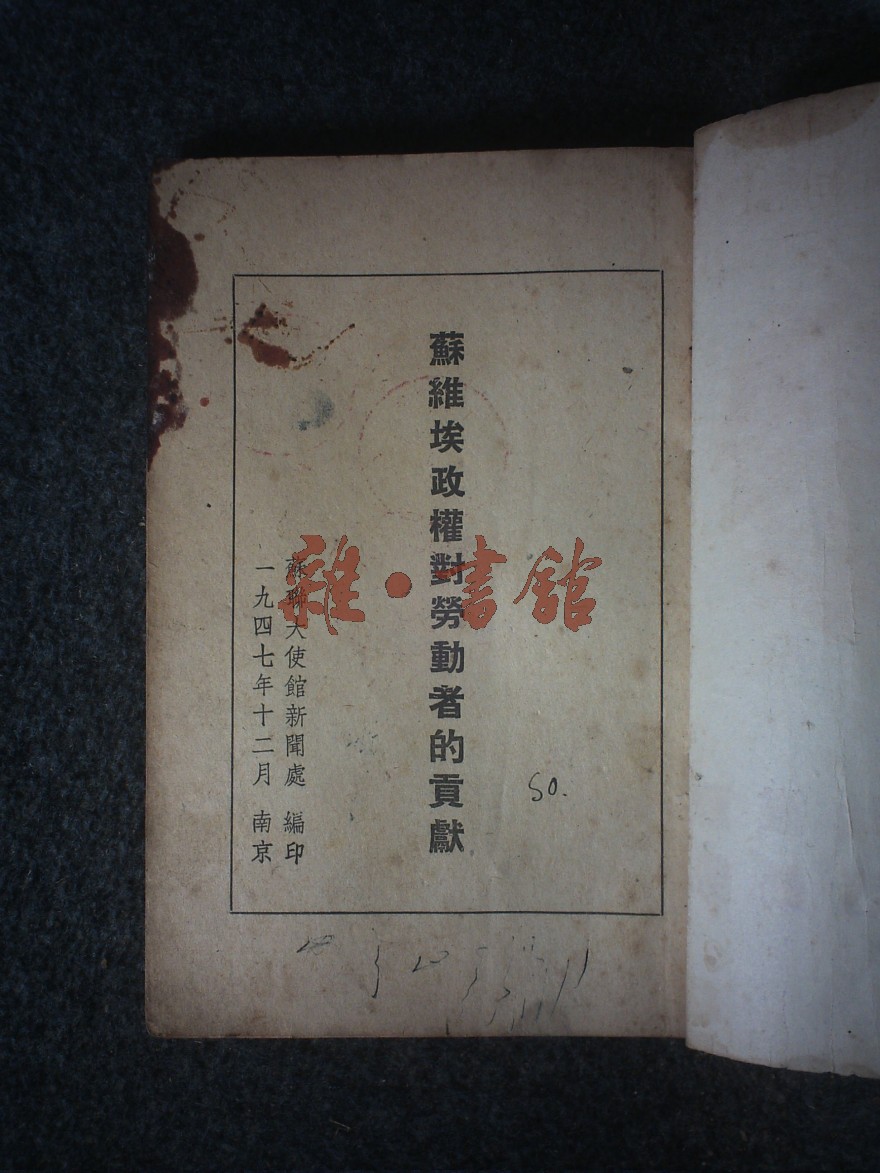 蘇維埃政權對勞動者的貢獻
蘇聯大使館新聞處 編印
一九四七年十二月 南京
雜·書館
50.